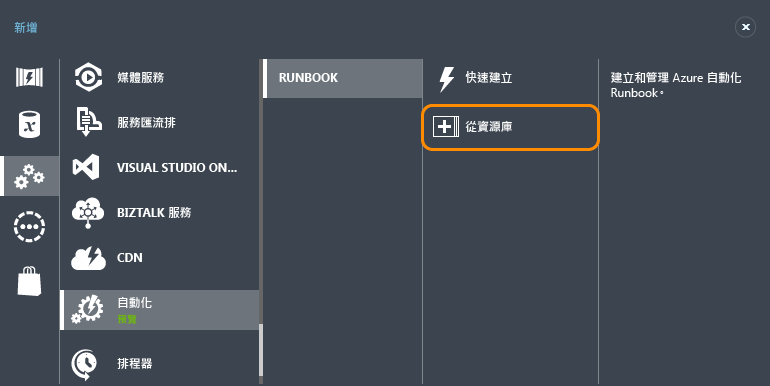 新增
媒體服務
服務匯流排
VISUAL STUDIO ON...
BIZTALK 服務
CDN
自動化
預覽
排程器
RUNBOOK
快速建立
從資源庫
建立和管理 Azure 自動化
Runbook。